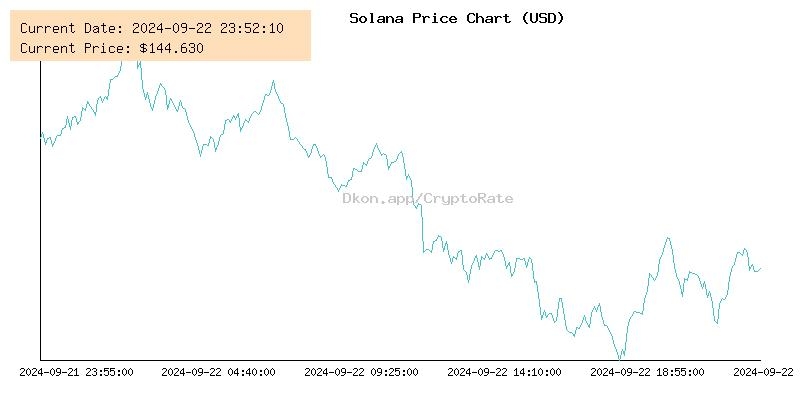 Solana Price Chart (USD)
Current Date: 2024-09-22 23:52:10
Current Price: $144.630
Dkon.app/CryptoRate
2024-09-21 23:55:00 2024-09-22 04:40:00 2024-09-22 09:25:00 2024-09-22 14:10:00 2024-09-22 18:55:00 2024-09-22